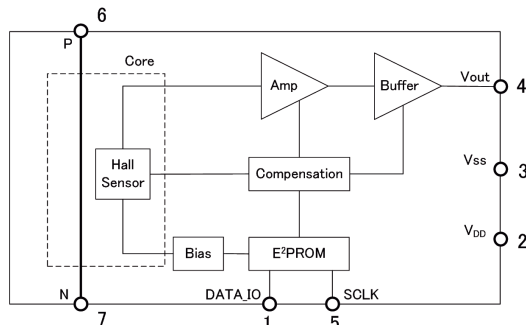 6
P
Core
Amp
Buffer
Vout
4
Hall
Sensor
Compensation
Vss
3
VDD
2
Bias
E²PROM
N
DATA_IO
SCLK
7
1
5